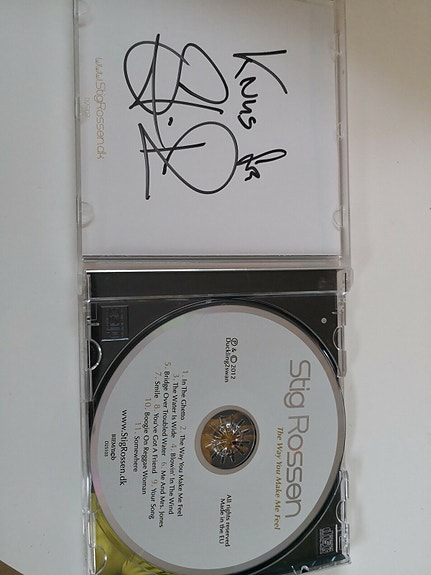 Knus fra
www.StigRossen.dk
Stig Rossen
The Way You Make Me Feel
℗ & © 2012
Duckling2swan
All rights reserved
Made in the EU
1. In The Ghetto 2. The Way You Make Me Feel
3. The Water Is Wide 4. Blowin' In The Wind
5 Bridge Over Troubled Water 6. Me And Mrs. Jones
7. Smile 8. You've Got A Friend 9. Your Song
10. Boogie On Reggae Woman
11. Somewhere
www.StigRossen.dk